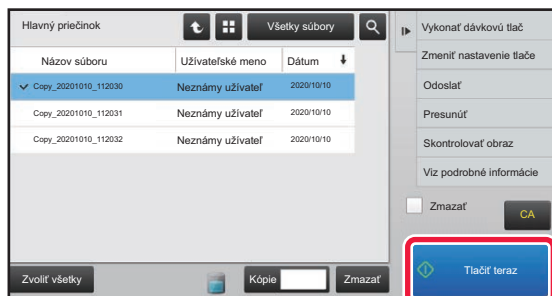 Hlavný priečinok
Všetky súbory
Názov súboru
Užívateľské meno
Dátum
Copy_20201010_112030
Neznámy užívateľ
2020/10/10
Copy_20201010_112031
Neznámy užívateľ
2020/10/10
Copy_20201010_112032
Neznámy užívateľ
2020/10/10
Zvoliť všetky
Kópie
Zmazať
Vykonať dávkovú tlač
Zmeniť nastavenie tlače
Odoslať
Presunúť
Skontrolovať obraz
Viz podrobné informácie
Zmazať
CA
Tlačiť teraz